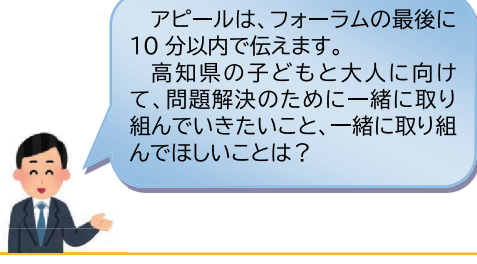 アピールは、フォーラムの最後に
10 分以内で伝えます。
　高知県の子どもと大人に向け
て、問題解決のために一緒に取り
組んでいきたいこと、一緒に取り組
んでほしいことは？